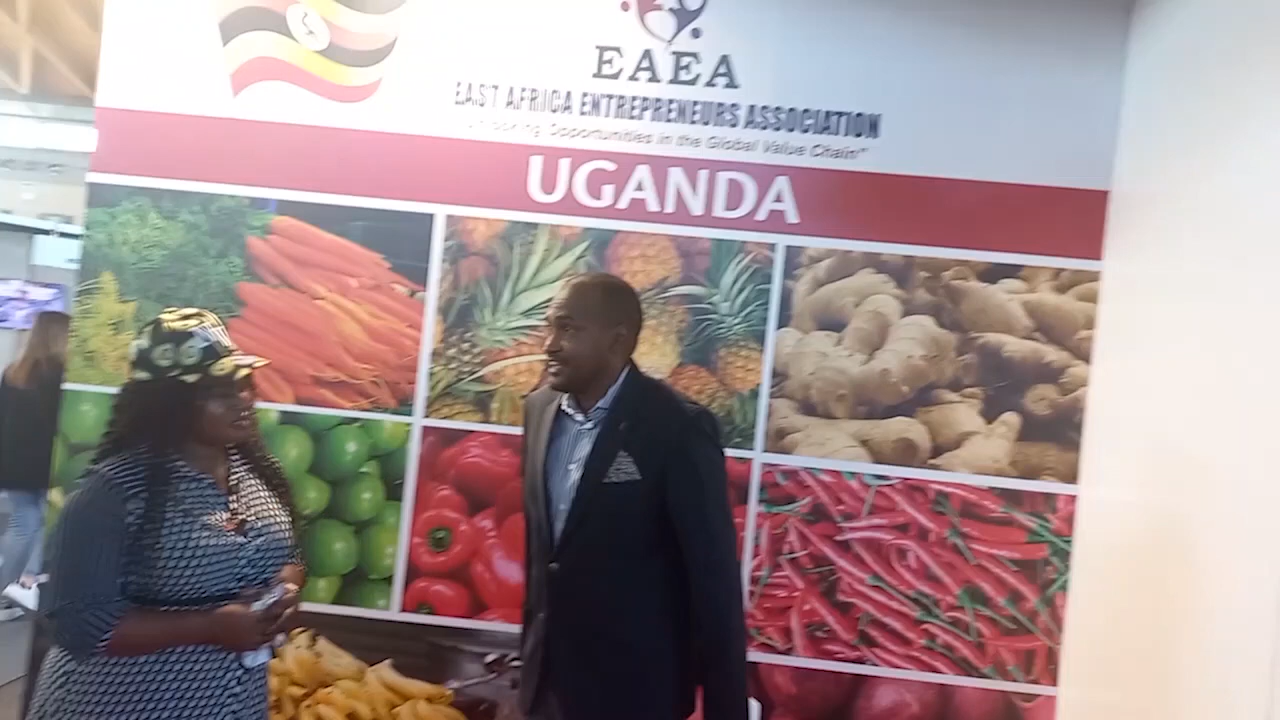 EAEA
EAST AFRICA ENTREPRENEURS ASSOCIATION
Opportunities in the Global Value Chain"
UGANDA